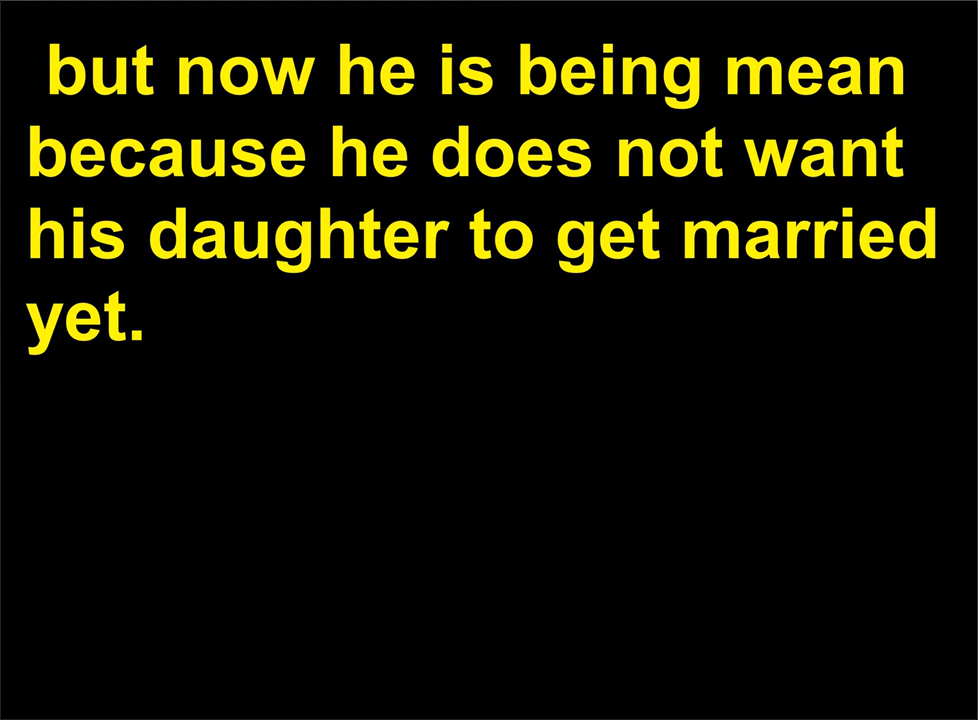 but now he is being mean
because he does not want
his daughter to get married
yet.